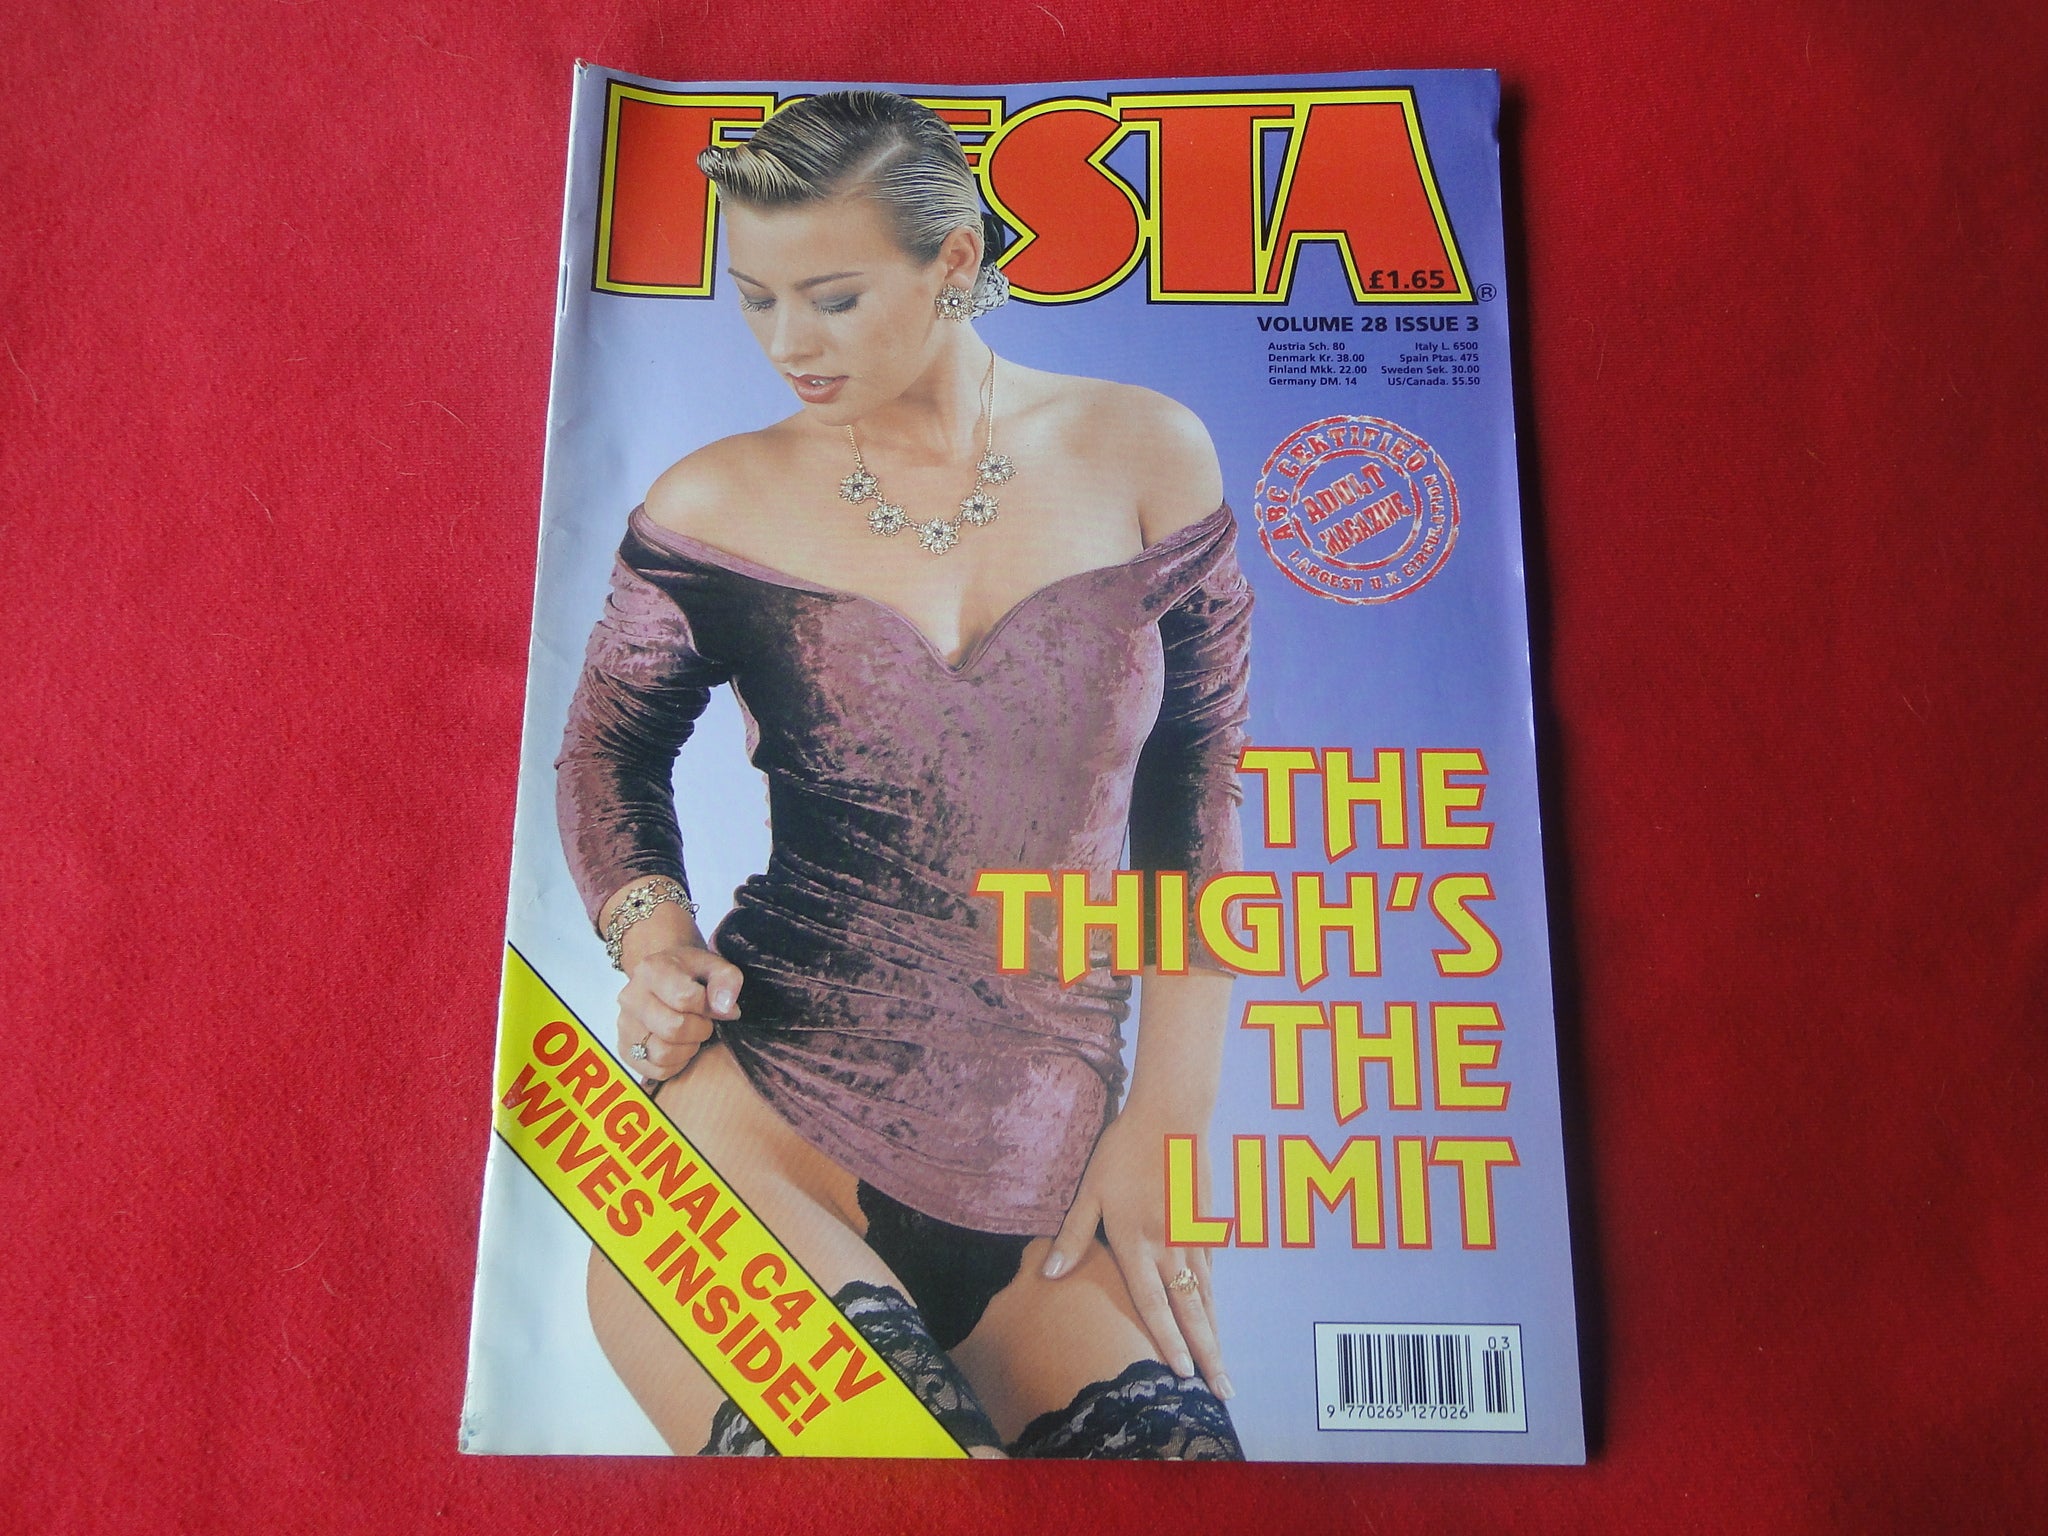 FIESTA
£1.65
®
VOLUME 28 ISSUE 3
Austria Sch. 80 Italy L. 6500
Denmark Kr. 38.00 Spain Ptas. 475
Finland Mkk. 22.00 Sweden Sek. 30.00
Germany DM. 14 US/Canada. $5.50
ABC CERTIFIED
ADULT
MAGAZINE
LARGEST U.K CIRCULATION
THE
THIGH'S
THE
LIMIT
ORIGINAL C4 TV
WIVES INSIDE!
03
9 770265 127026